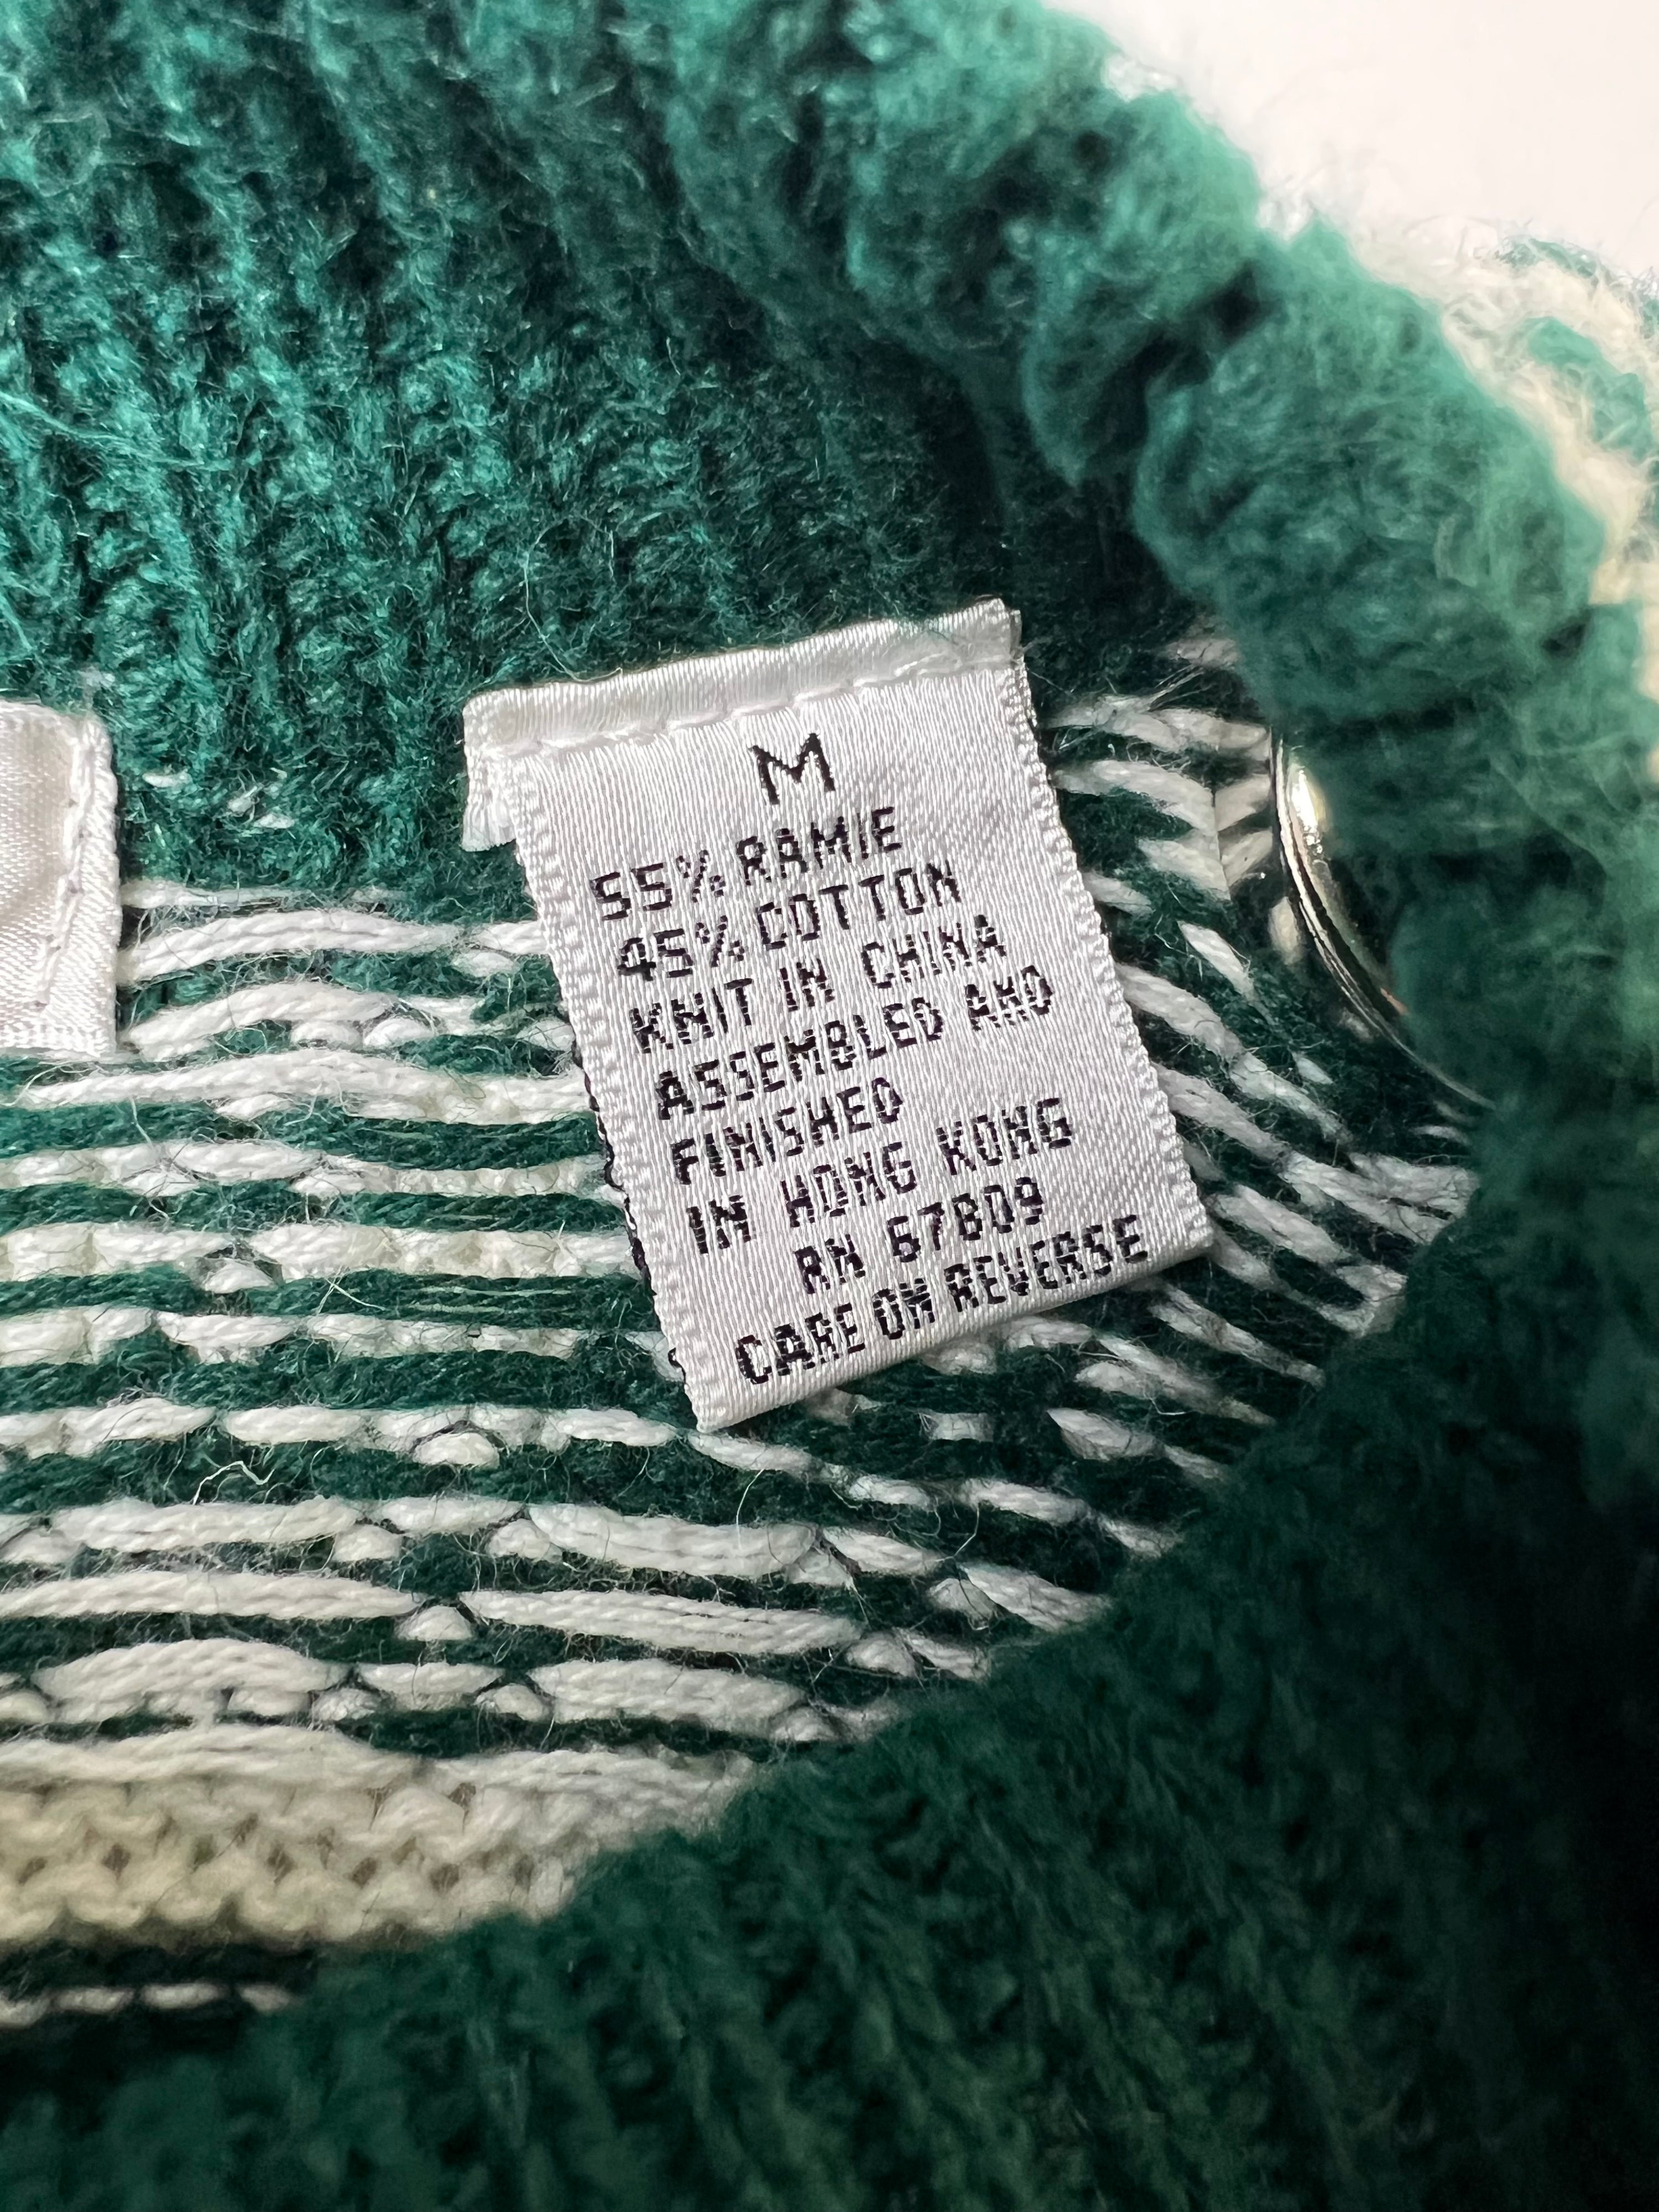 M
55% RAMIE
45% COTTON
KNIT IN CHINA
ASSEMBLED AND
FINISHED
IN HONG KONG
RN 67809
CARE ON REVERSE